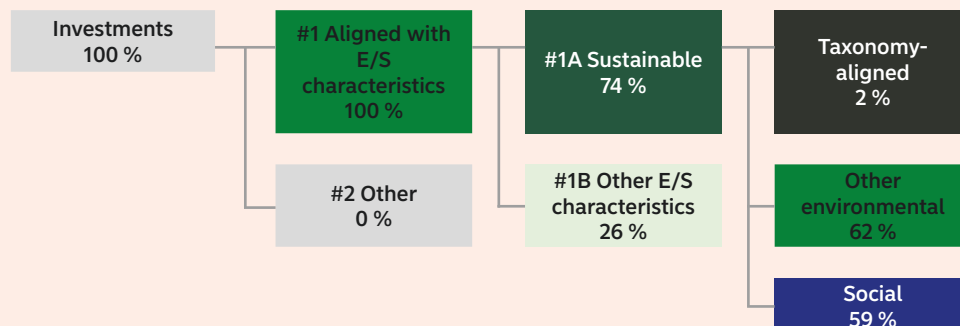 Investments
100 %
#1 Aligned with
E/S
characteristics
100 %
#1A Sustainable
74 %
Taxonomy-
aligned
2 %
#2 Other
0 %
#1B Other E/S
characteristics
26 %
Other
environmental
62 %
Social
59 %